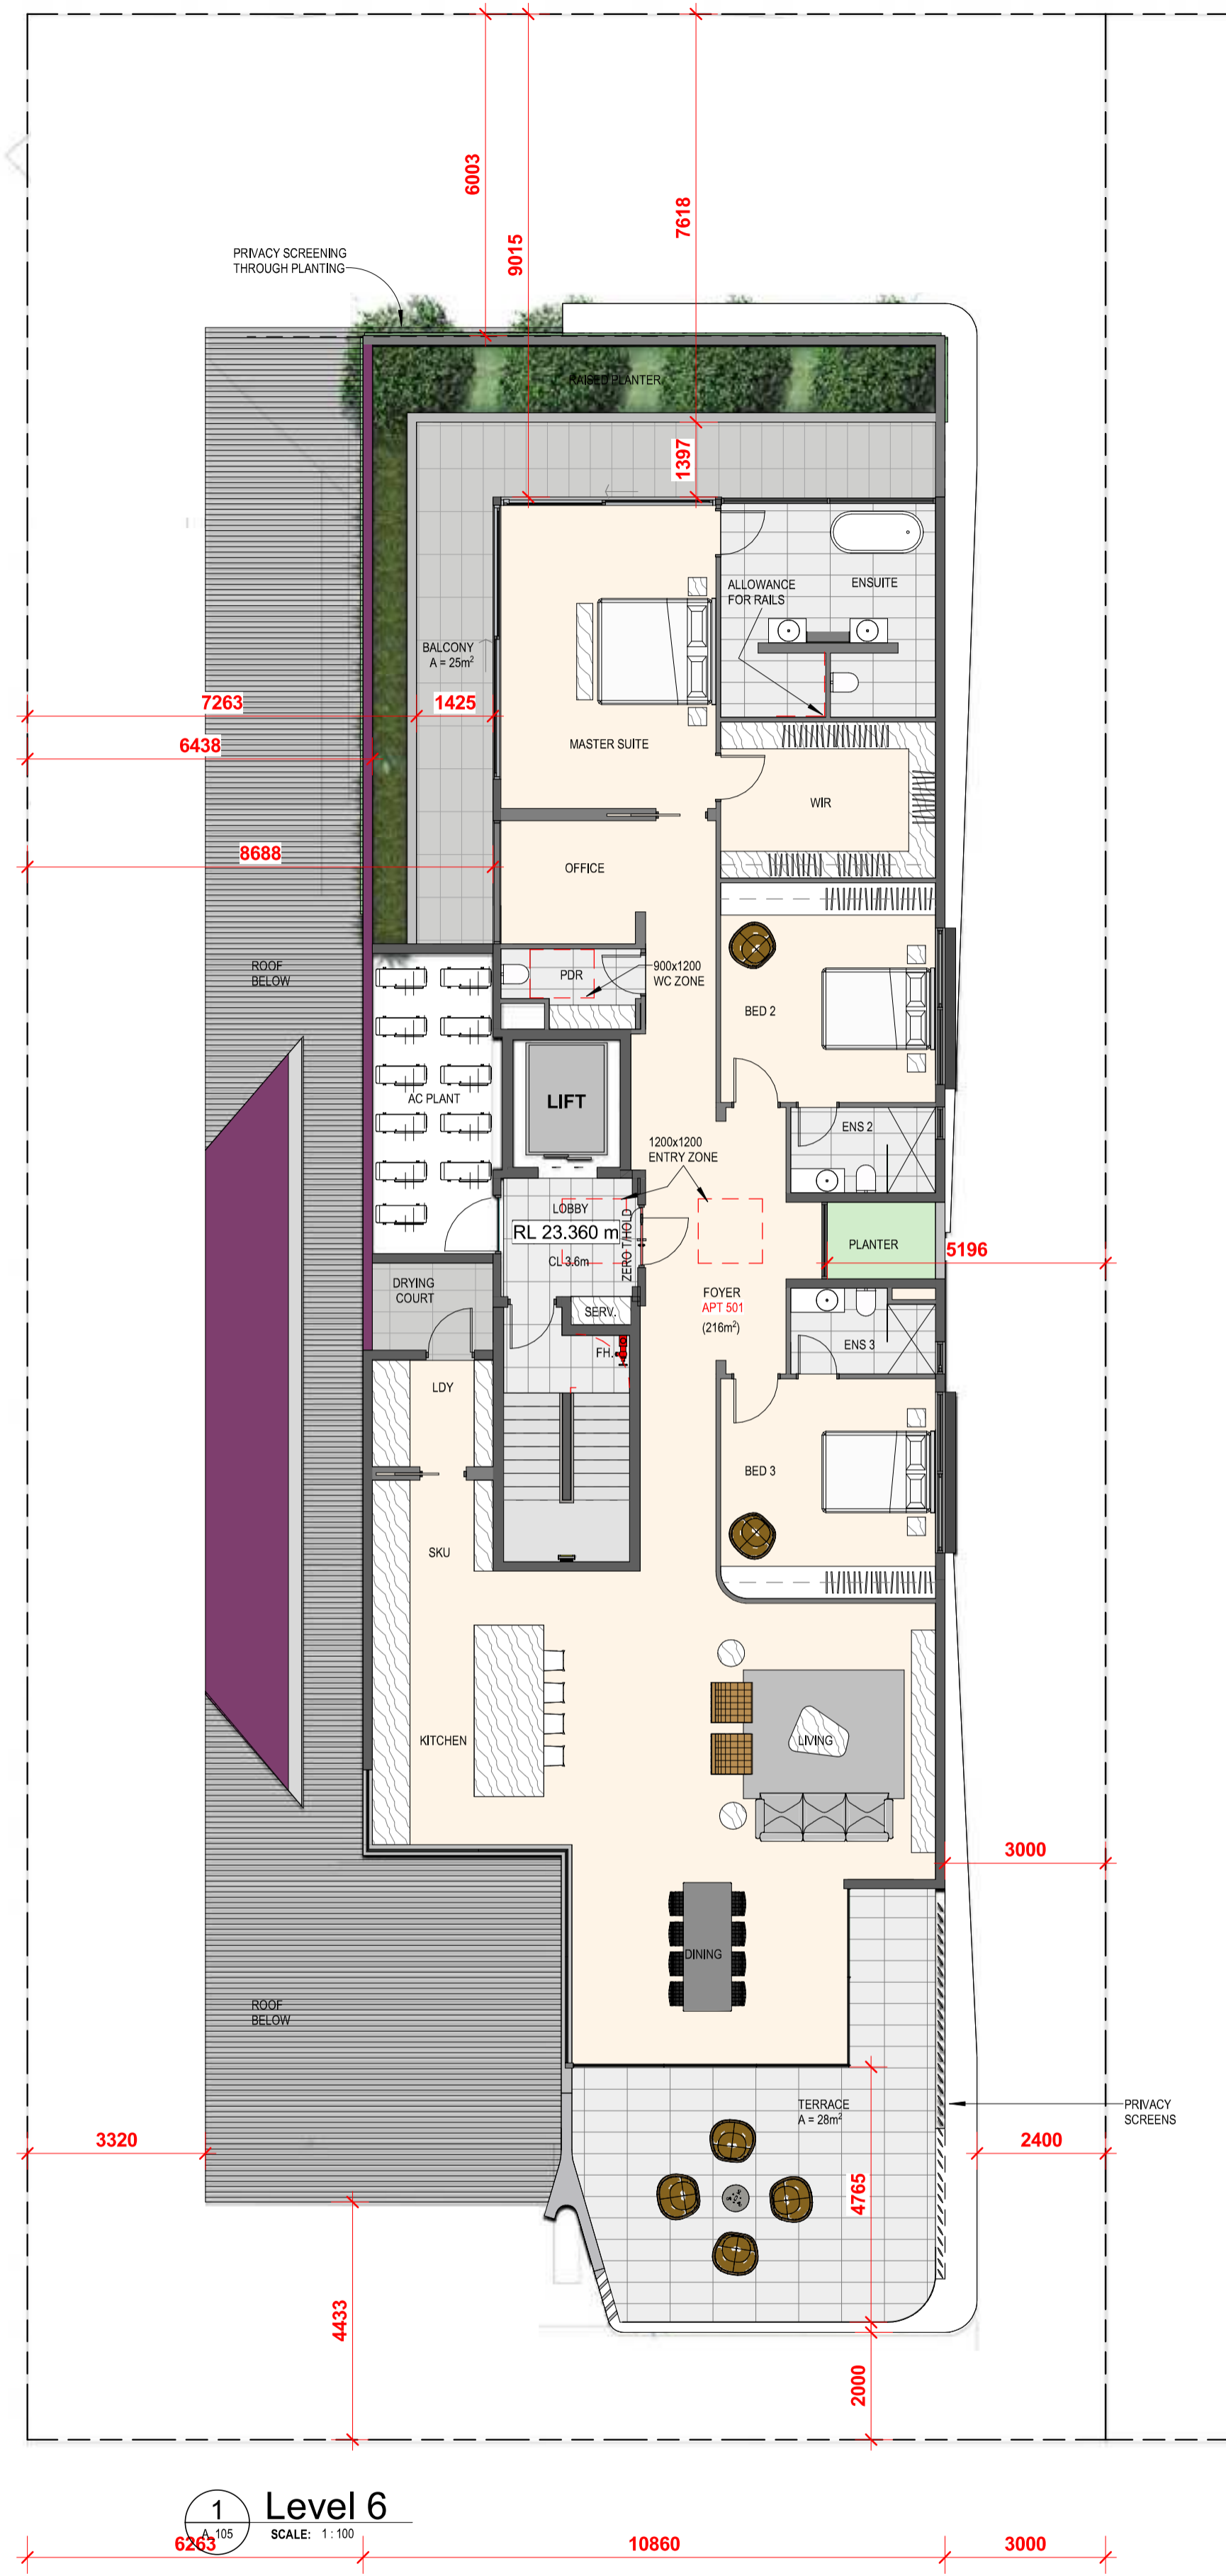 6003
9015
7618
PRIVACY SCREENING
THROUGH PLANTING
RAISED PLANTER
1397
ALLOWANCE
FOR RAILS
ENSUITE
BALCONY
A = 25m²
7263
1425
6438
MASTER SUITE
WIR
8688
OFFICE
ROOF
BELOW
PDR
900x1200
WC ZONE
BED 2
AC PLANT
LIFT
ENS 2
1200x1200
ENTRY ZONE
LOBBY
RL 23.360 m
CL 3.6m
ZERO T/HOLD
PLANTER
5196
DRYING
COURT
FOYER
APT 501
(216m²)
SERV.
FH.
ENS 3
LDY
BED 3
SKU
KITCHEN
LIVING
3000
DINING
ROOF
BELOW
TERRACE
A = 28m²
PRIVACY
SCREENS
3320
2400
4765
4433
2000
1
A. 105
Level 6
SCALE: 1 : 100
6263
10860
3000